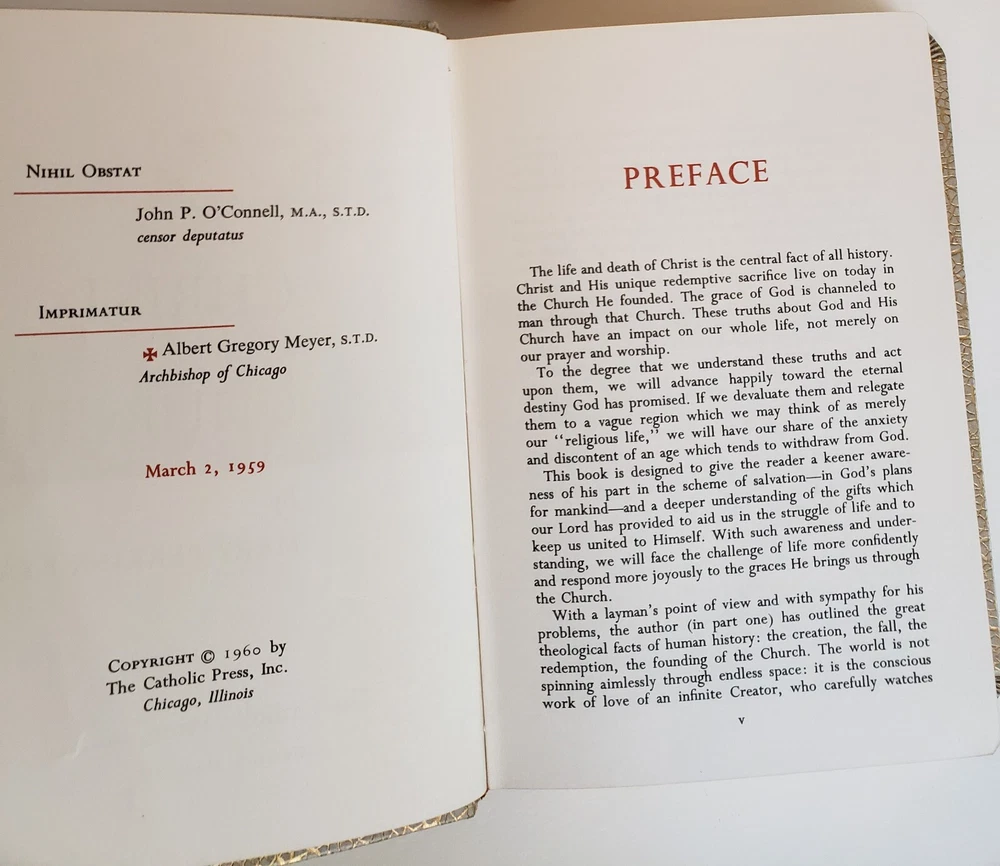 NIHIL OBSTAT
John P. O'Connell, M.A., S.T.D.
censor deputatus
IMPRIMATUR
✠ Albert Gregory Meyer, S.T.D.
Archbishop of Chicago
March 2, 1959
COPYRIGHT © 1960 by
The Catholic Press, Inc.
Chicago, Illinois
PREFACE
The life and death of Christ is the central fact of all history.
Christ and His unique redemptive sacrifice live on today in
the Church He founded. The grace of God is channeled to
man through that Church. These truths about God and His
Church have an impact on our whole life, not merely on
our prayer and worship.
To the degree that we understand these truths and act
upon them, we will advance happily toward the eternal
destiny God has promised. If we devaluate them and relegate
them to a vague region which we may think of as merely
our "religious life," we will have our share of the anxiety
and discontent of an age which tends to withdraw from God.
This book is designed to give the reader a keener aware-
ness of his part in the scheme of salvation—in God's plans
for mankind—and a deeper understanding of the gifts which
our Lord has provided to aid us in the struggle of life and to
keep us united to Himself. With such awareness and under-
standing, we will face the challenge of life more confidently
and respond more joyously to the graces He brings us through
the Church.
With a layman's point of view and with sympathy for his
problems, the author (in part one) has outlined the great
theological facts of human history: the creation, the fall, the
redemption, the founding of the Church. The world is not
spinning aimlessly through endless space: it is the conscious
work of love of an infinite Creator, who carefully watches
v